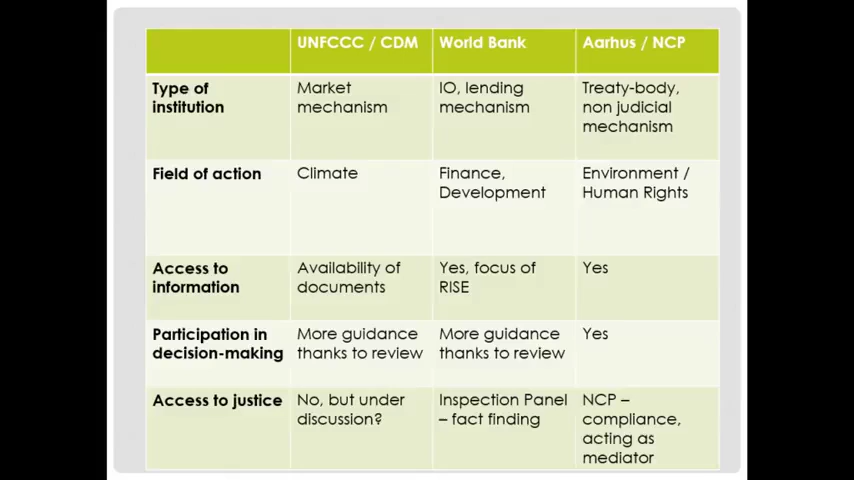 UNFCCC / CDM World Bank Aarhus / NCP
Type of institution
Market mechanism
IO, lending mechanism
Treaty-body, non judicial mechanism
Field of action
Climate
Finance, Development
Environment / Human Rights
Access to information
Availability of documents
Yes, focus of RISE
Yes
Participation in decision-making
More guidance thanks to review
More guidance thanks to review
Yes
Access to justice
No, but under discussion?
Inspection Panel – fact finding
NCP – compliance, acting as mediator